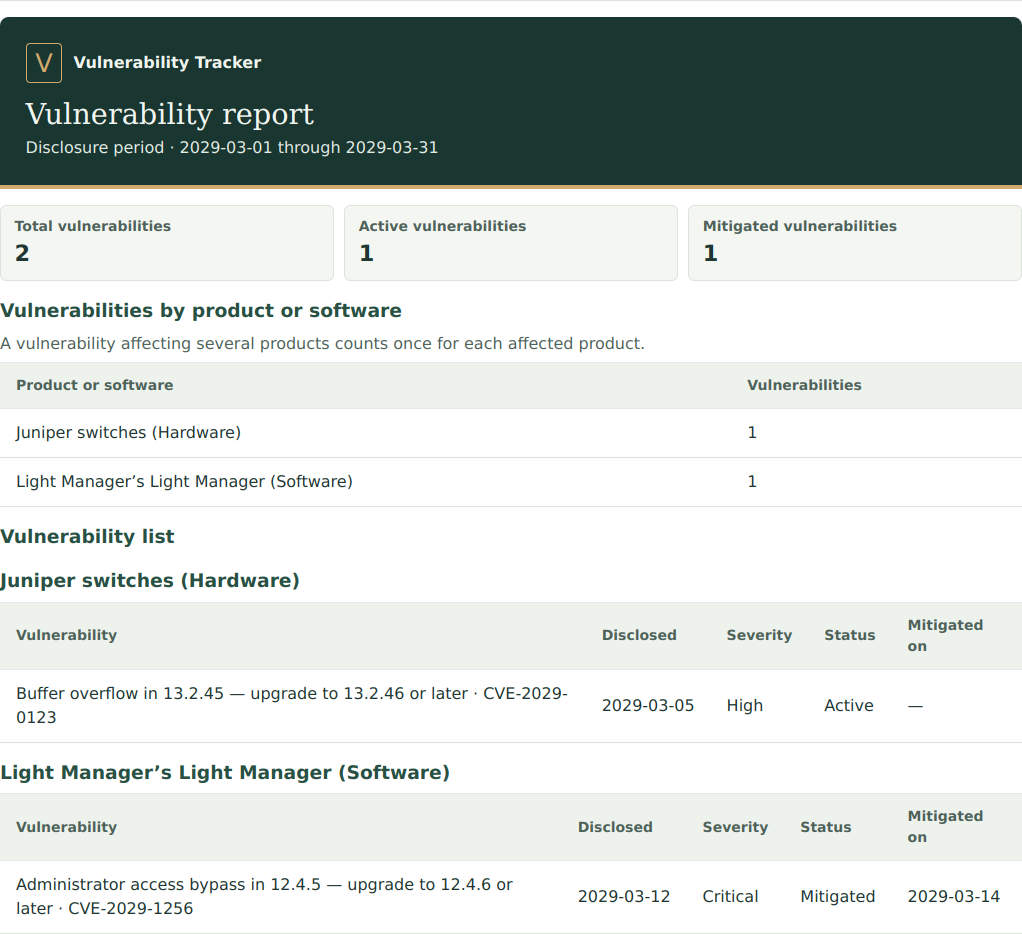 V Vulnerability Tracker
Vulnerability report
Disclosure period · 2029-03-01 through 2029-03-31
Total vulnerabilities
2
Active vulnerabilities
1
Mitigated vulnerabilities
1
Vulnerabilities by product or software
A vulnerability affecting several products counts once for each affected product.
Product or software Vulnerabilities
Juniper switches (Hardware) 1
Light Manager’s Light Manager (Software) 1
Vulnerability list
Juniper switches (Hardware)
Vulnerability Disclosed Severity Status Mitigated on
Buffer overflow in 13.2.45 — upgrade to 13.2.46 or later · CVE-2029-
0123
2029-03-05 High Active —
Light Manager’s Light Manager (Software)
Vulnerability Disclosed Severity Status Mitigated on
Administrator access bypass in 12.4.5 — upgrade to 12.4.6 or
later · CVE-2029-1256
2029-03-12 Critical Mitigated 2029-03-14